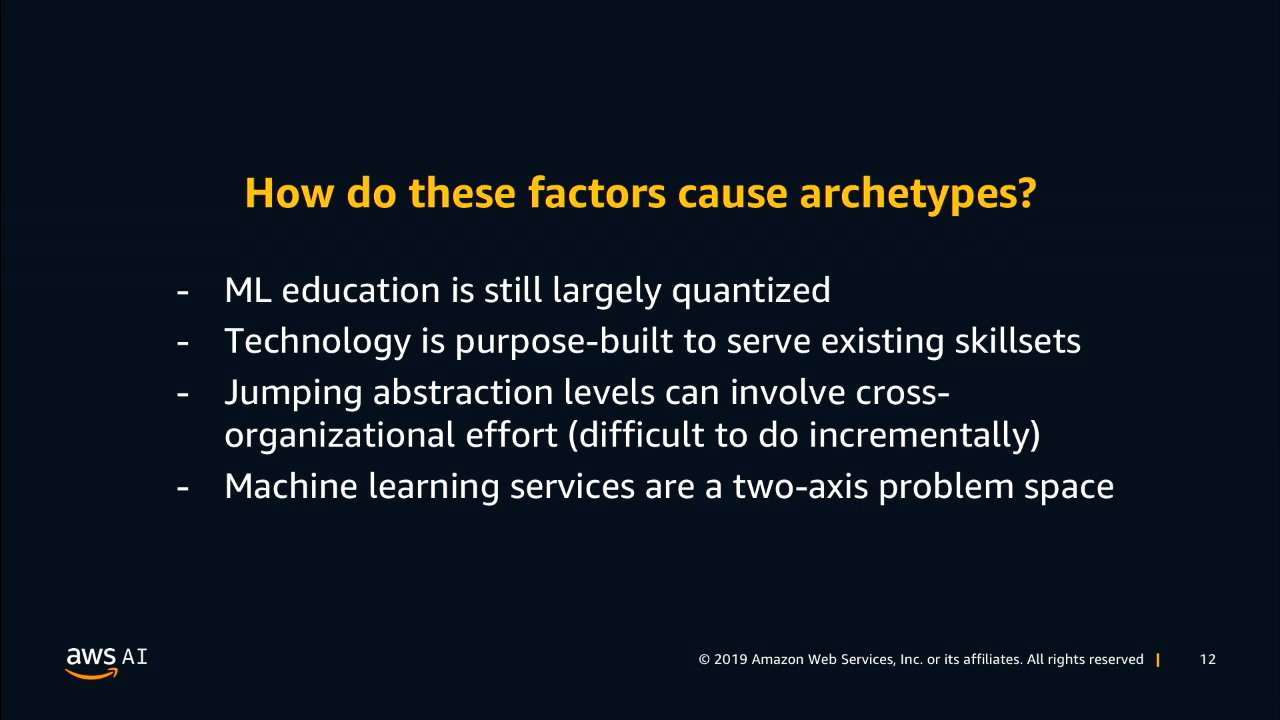 How do these factors cause archetypes?
- ML education is still largely quantized
- Technology is purpose-built to serve existing skillsets
- Jumping abstraction levels can involve cross-
organizational effort (difficult to do incrementally)
- Machine learning services are a two-axis problem space
aws AI
© 2019 Amazon Web Services, Inc. or its affiliates. All rights reserved | 12